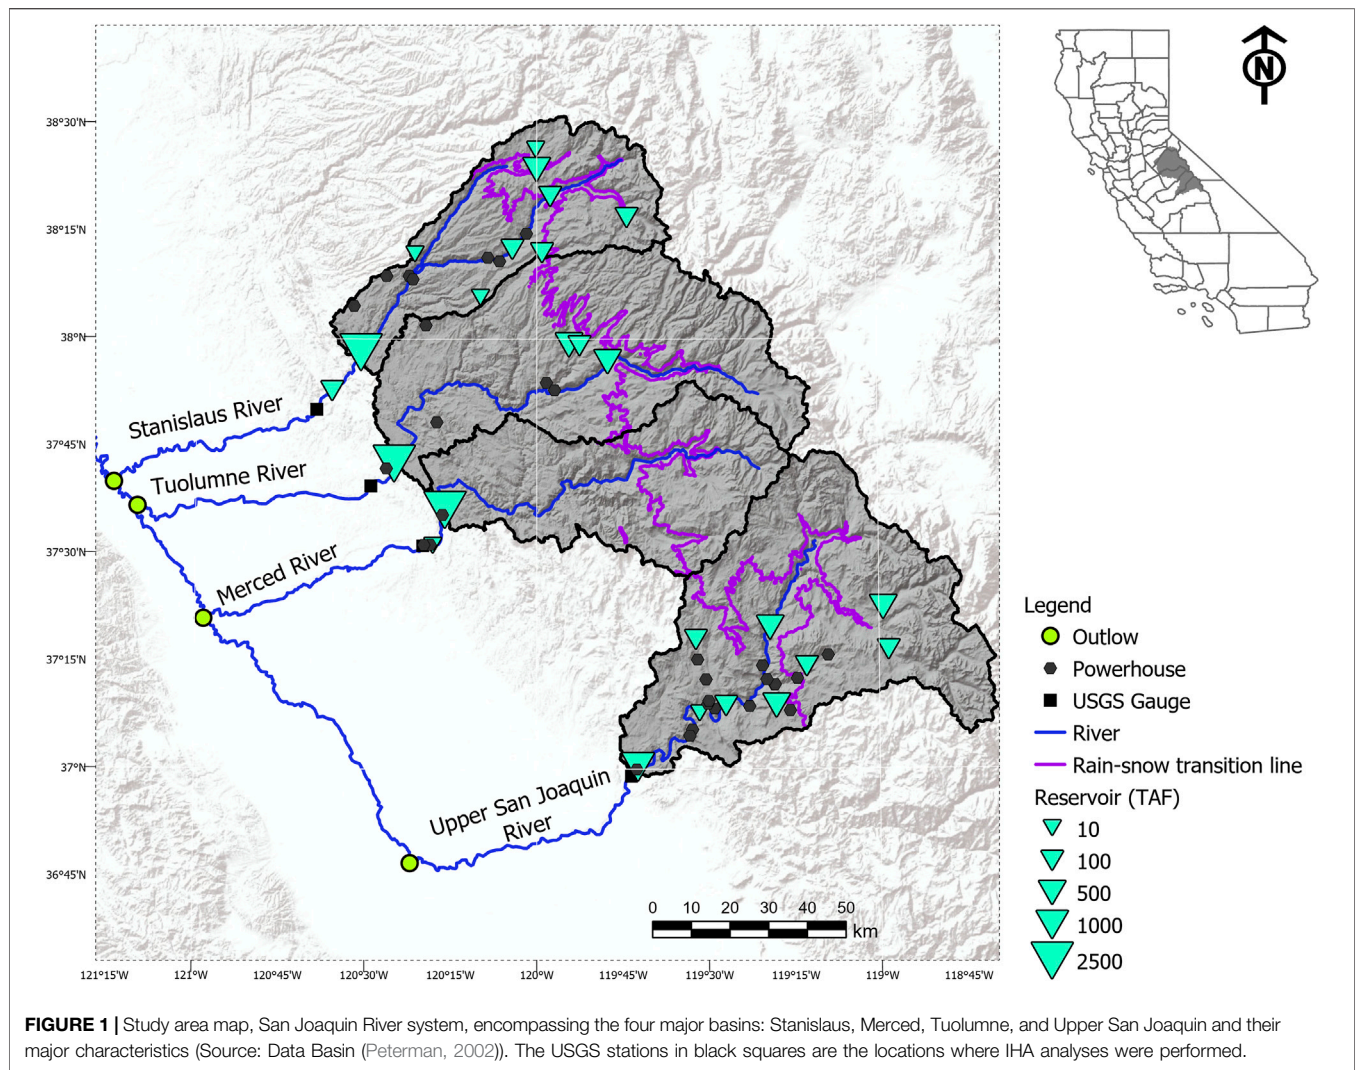 N
38°30'N
38°15'N
38°N
37°45'N
37°30'N
37°15'N
37°N
36°45'N
Stanislaus River
Tuolumne River
Merced River
Upper San Joaquin
River
0 10 20 30 40 50
km
121°15'W 121°W 120°45'W 120°30'W 120°15'W 120°W 119°45'W 119°30'W 119°15'W 119°W 118°45'W
Legend
Outlow
Powerhouse
USGS Gauge
River
Rain-snow transition line
Reservoir (TAF)
10
100
500
1000
2500
FIGURE 1 | Study area map, San Joaquin River system, encompassing the four major basins: Stanislaus, Merced, Tuolumne, and Upper San Joaquin and their
major characteristics (Source: Data Basin (Peterman, 2002)). The USGS stations in black squares are the locations where IHA analyses were performed.